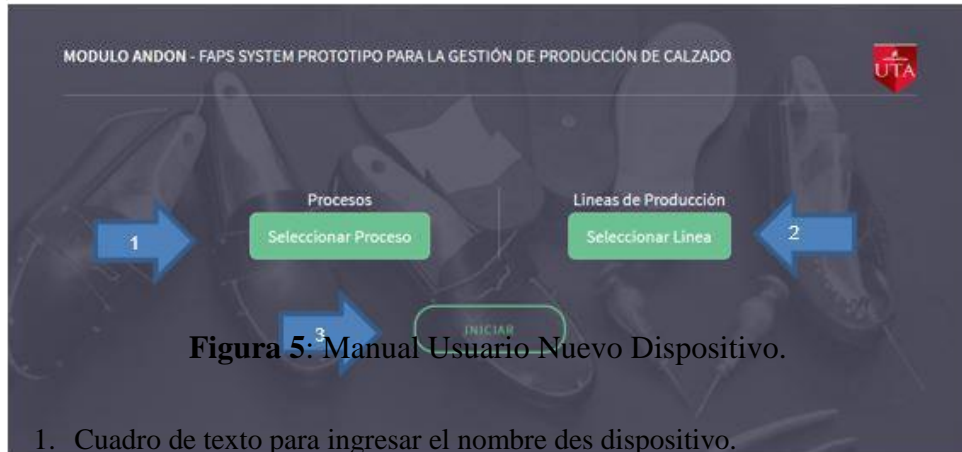 MODULO ANDON - FAPS SYSTEM PROTOTIPO PARA LA GESTIÓN DE PRODUCCIÓN DE CALZADO
UTA
Procesos
Lineas de Producción
1
Seleccionar Proceso
Seleccionar Linea
2
3
INICIAR
Figura 5: Manual Usuario Nuevo Dispositivo.
1. Cuadro de texto para ingresar el nombre des dispositivo.